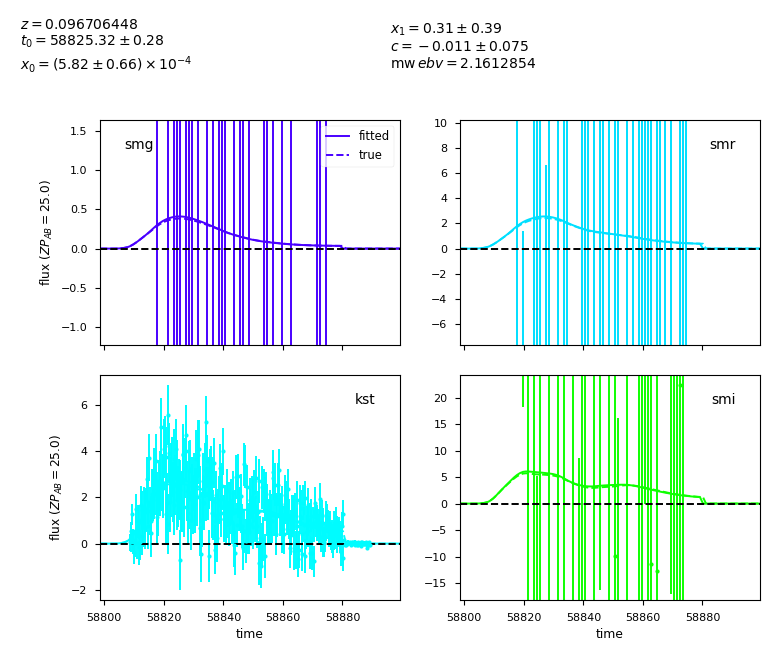 z = 0.096706448
t₀ = 58825.32 ± 0.28
x₀ = (5.82 ± 0.66) × 10⁻⁴
x₁ = 0.31 ± 0.39
c = −0.011 ± 0.075
mw ebv = 2.1612854
smg
fitted
true
1.5
1.0
0.5
0.0
−0.5
−1.0
flux (ZP_AB = 25.0)
smr
10
8
6
4
2
0
−2
−4
−6
kst
6
4
2
0
−2
flux (ZP_AB = 25.0)
58800 58820 58840 58860 58880
time
smi
20
15
10
5
0
−5
−10
−15
58800 58820 58840 58860 58880
time